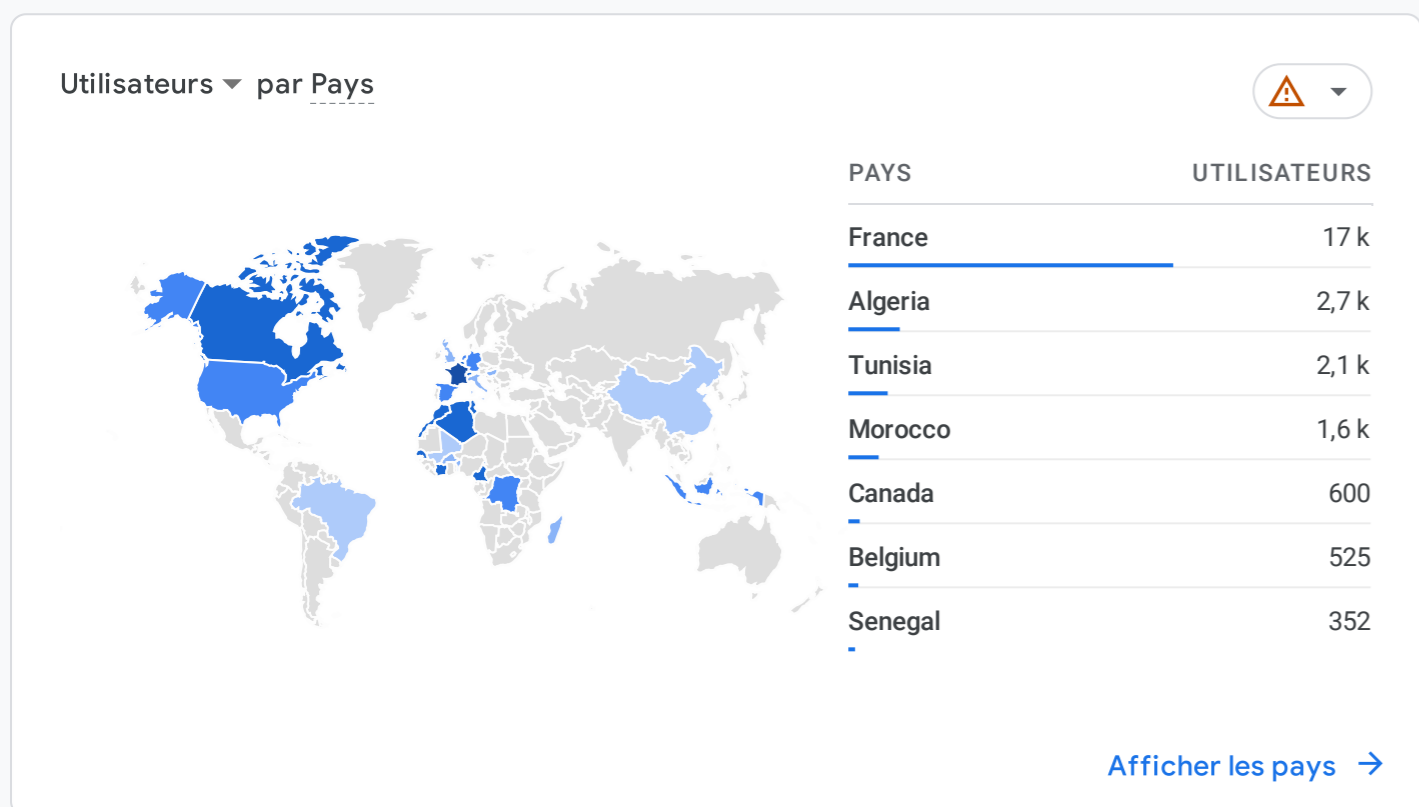 Utilisateurs par Pays
PAYS UTILISATEURS
France 17 k
Algeria 2,7 k
Tunisia 2,1 k
Morocco 1,6 k
Canada 600
Belgium 525
Senegal 352
Afficher les pays